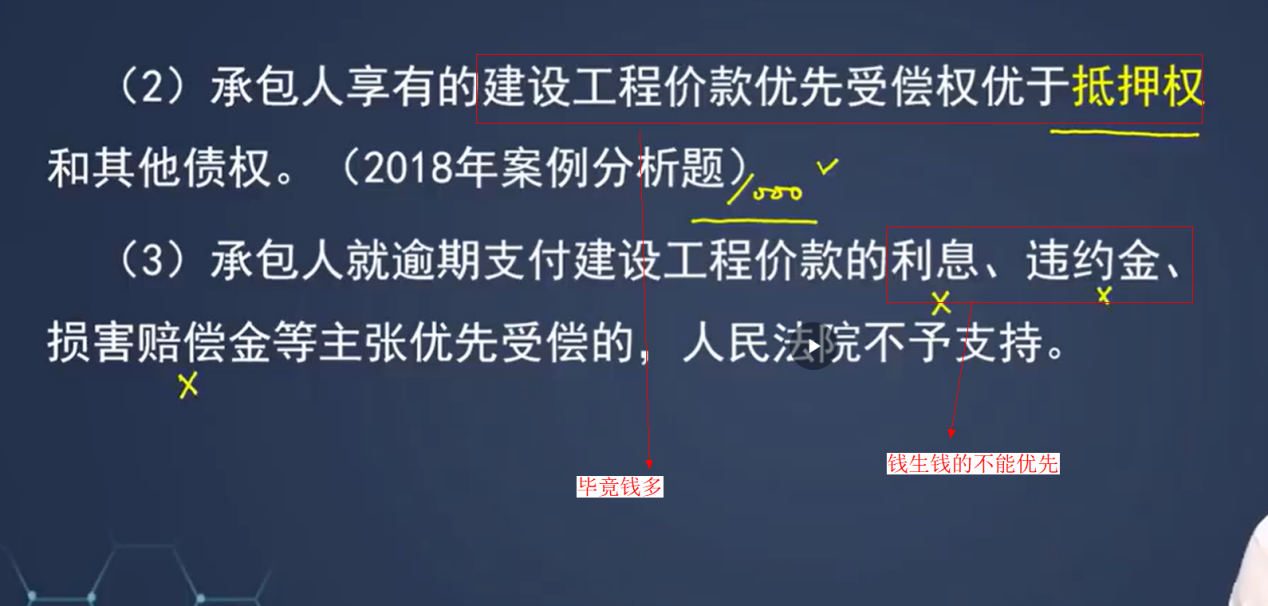 （2）承包人享有的建设工程价款优先受偿权优于抵押权
和其他债权。（2018年案例分析题）
1000
（3）承包人就逾期支付建设工程价款的利息、违约金、
损害赔偿金等主张优先受偿的，人民法院不予支持。
钱生钱的不能优先
毕竟钱多